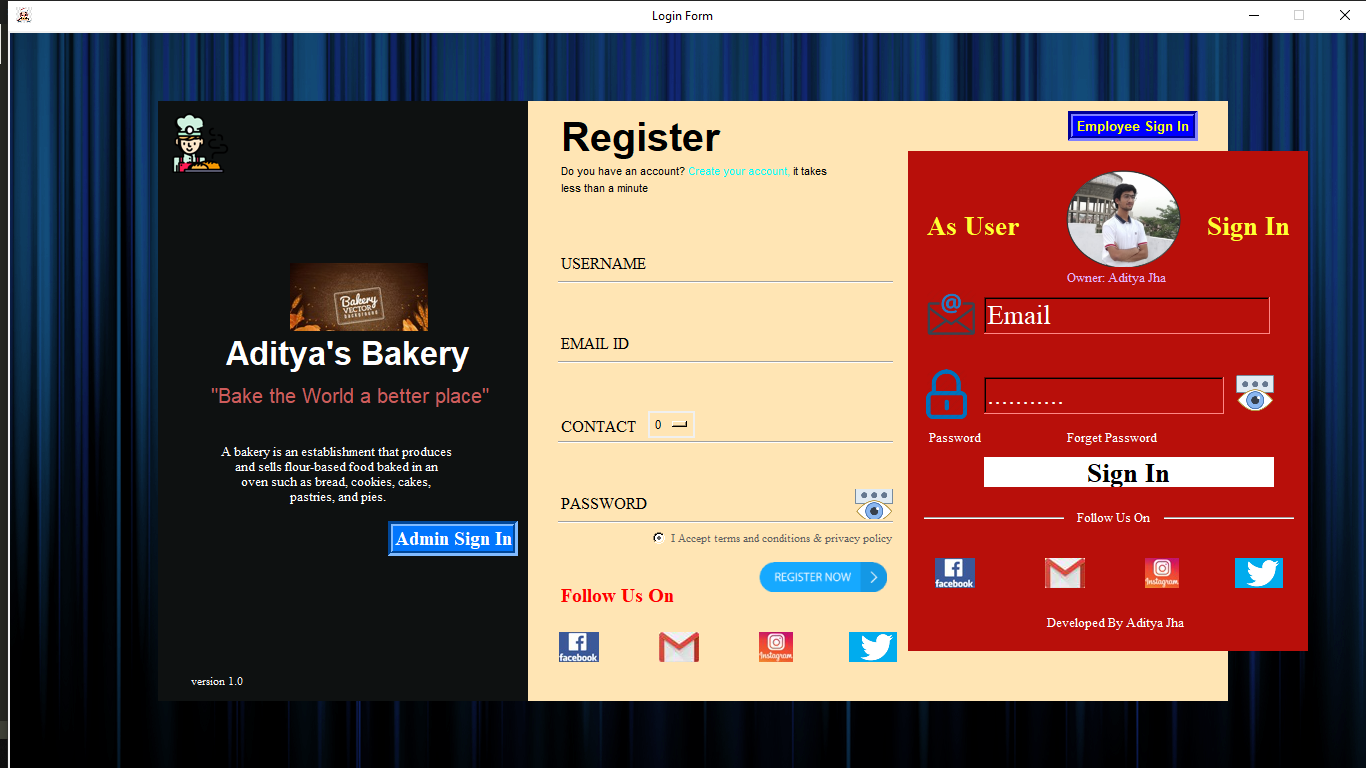 Login Form
Bakery
VECTOR
BACKGROUND
Aditya's Bakery
"Bake the World a better place"
A bakery is an establishment that produces
and sells flour-based food baked in an
oven such as bread, cookies, cakes,
pastries, and pies.
Admin Sign In
version 1.0
Register
Do you have an account? Create your account, it takes
less than a minute
USERNAME
EMAIL ID
CONTACT 0
PASSWORD
I Accept terms and conditions & privacy policy
REGISTER NOW
Follow Us On
facebook
Instagram
Employee Sign In
As User
Sign In
Owner: Aditya Jha
@
Email
...........
Password
Forget Password
Sign In
Follow Us On
facebook
Instagram
Developed By Aditya Jha